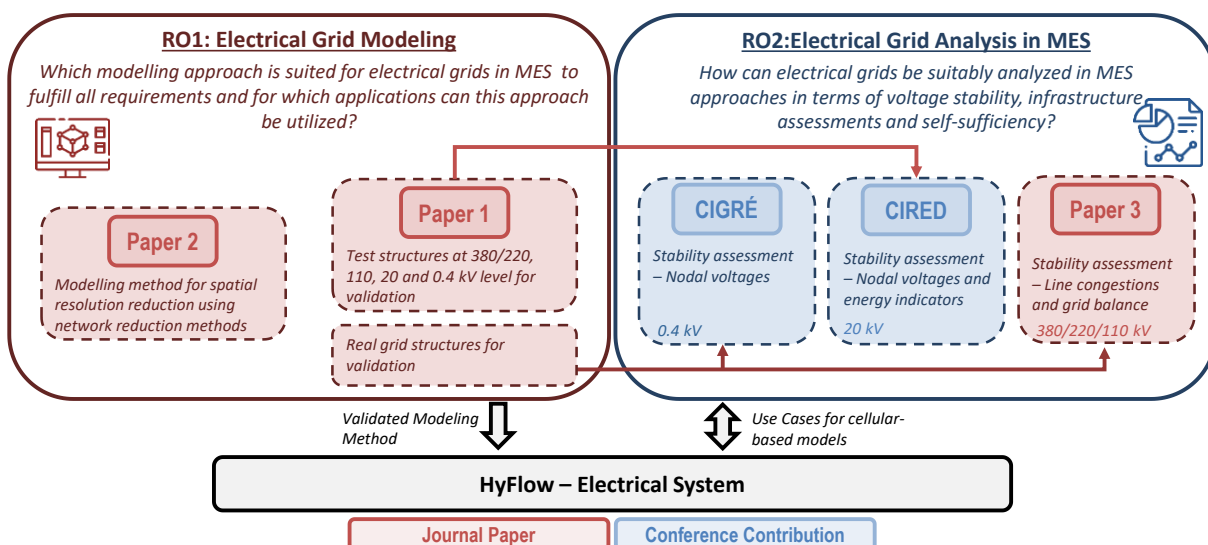 RO1: Electrical Grid Modeling
Which modelling approach is suited for electrical grids in MES to
fulfill all requirements and for which applications can this approach
be utilized?
Paper 2
Modelling method for spatial
resolution reduction using
network reduction methods
Paper 1
Test structures at 380/220,
110, 20 and 0.4 kV level for
validation
Real grid structures for
validation
RO2:Electrical Grid Analysis in MES
How can electrical grids be suitably analyzed in MES
approaches in terms of voltage stability, infrastructure
assessments and self-sufficiency?
CIGRÉ
Stability assessment
– Nodal voltages
0.4 kV
CIRED
Stability assessment
– Nodal voltages and
energy indicators
20 kV
Paper 3
Stability assessment
– Line congestions
and grid balance
380/220/110 kV
Validated Modeling
Method
Use Cases for cellular-
based models
HyFlow – Electrical System
Journal Paper
Conference Contribution